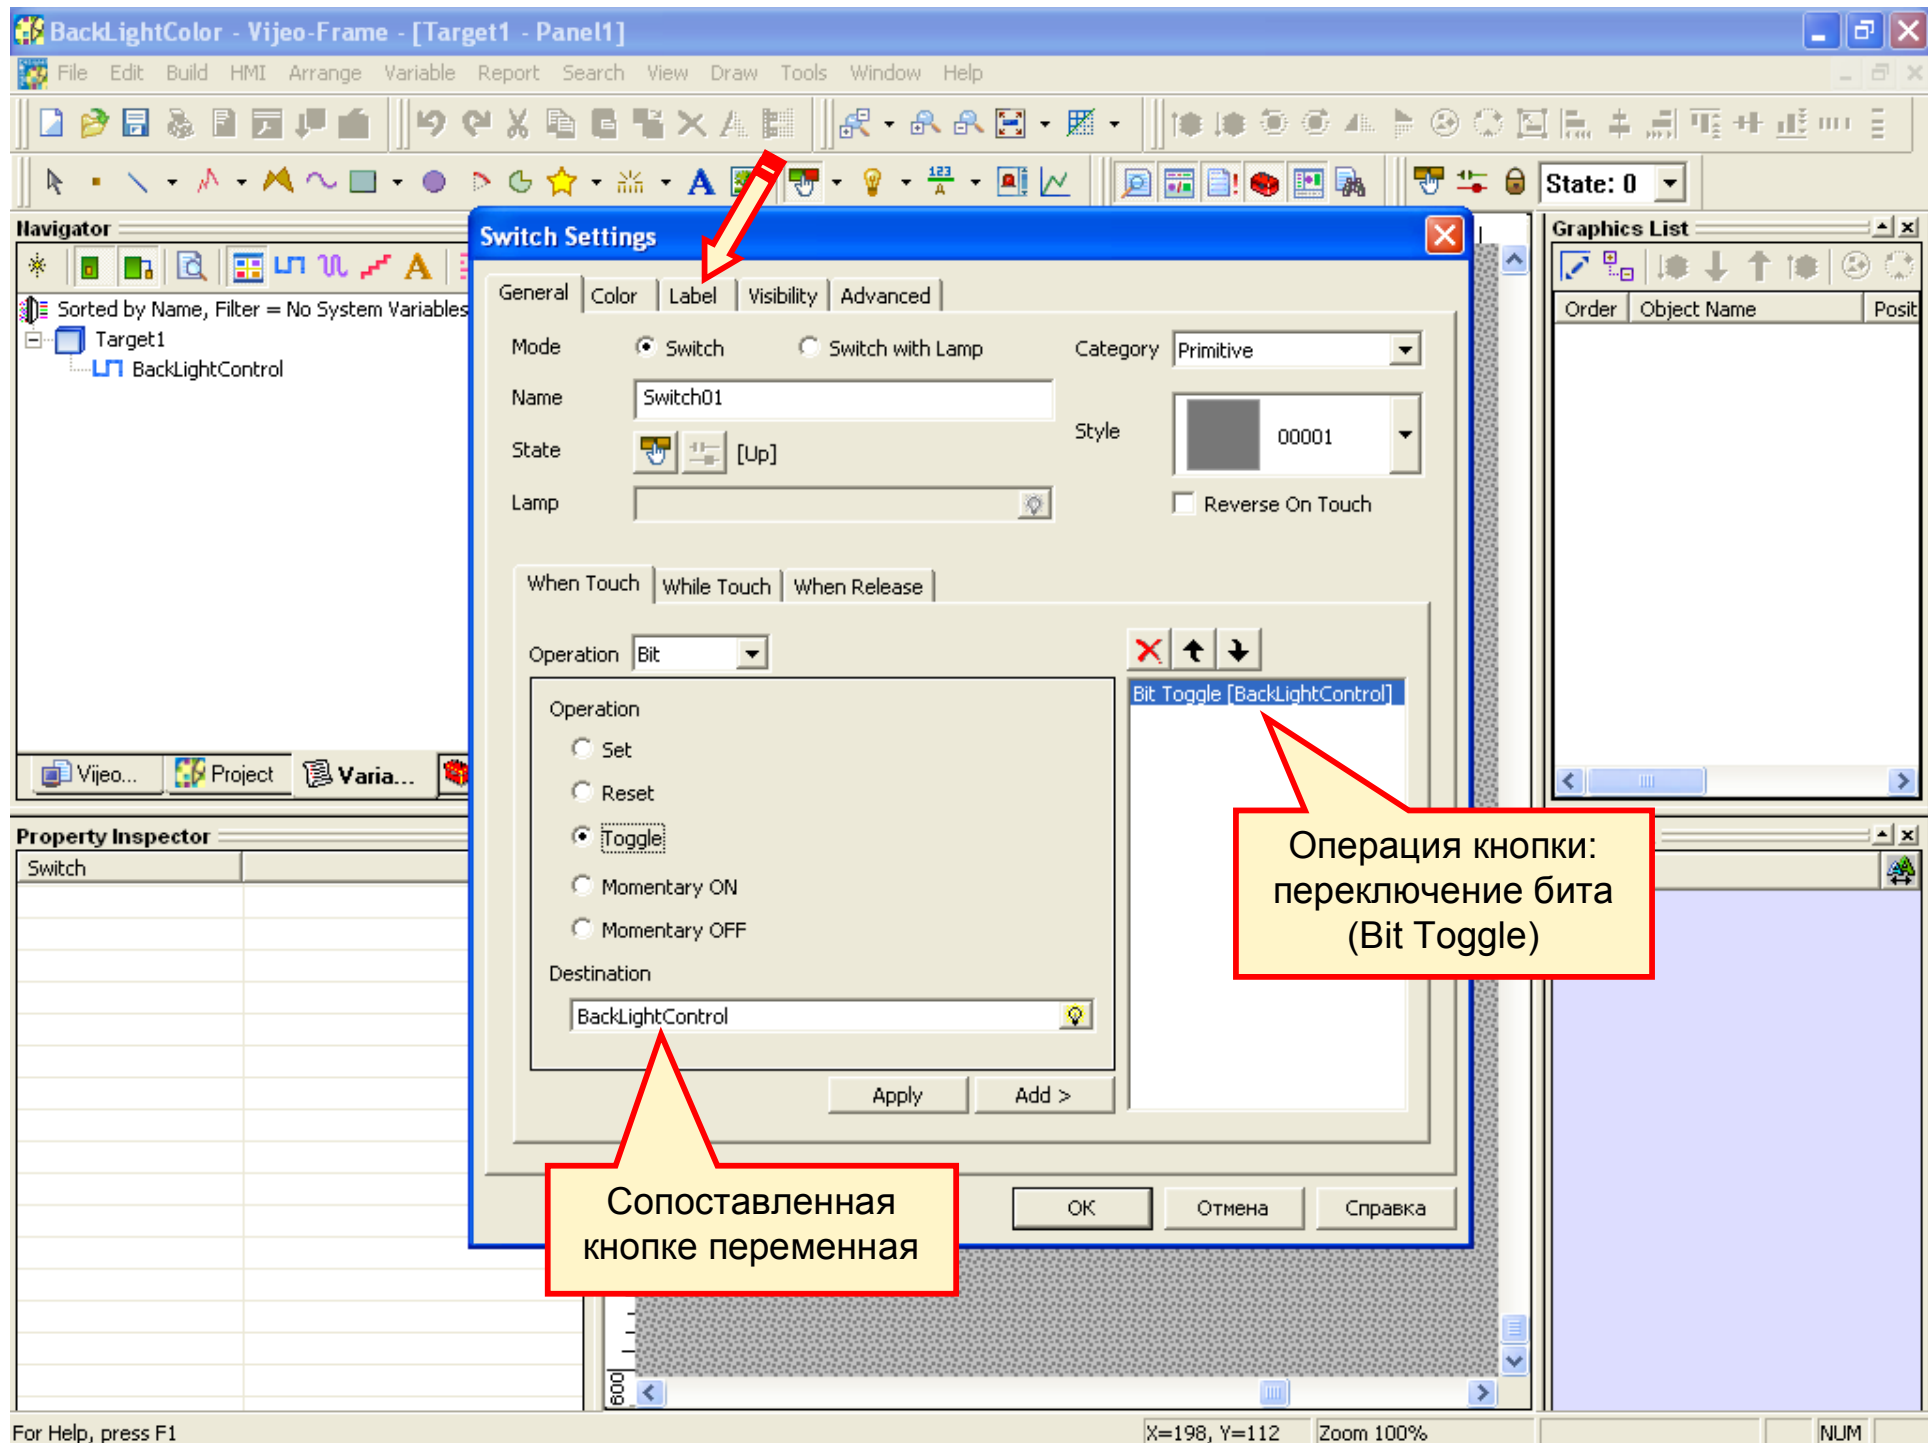 BackLightColor - Vijeo-Frame - [Target1 - Panel1]
File Edit Build HMI Arrange Variable Report Search View Draw Tools Window Help
State: 0
Navigator
Sorted by Name, Filter = No System Variables
Target1
BackLightControl
Vijeo... Project Varia...
Property Inspector
Switch
Switch Settings
General Color Label Visibility Advanced
Mode Switch Switch with Lamp
Category Primitive
Name Switch01
Style 00001
State [Up]
Lamp
Reverse On Touch
When Touch While Touch When Release
Operation Bit
Operation
Set
Reset
Toggle
Momentary ON
Momentary OFF
Destination
BackLightControl
Apply Add >
Bit Toggle [BackLightControl]
OK Отмена Справка
Операция кнопки:
переключение бита
(Bit Toggle)
Сопоставленная
кнопке переменная
Graphics List
Order Object Name Posit
600
For Help, press F1
X=198, Y=112 Zoom 100% NUM